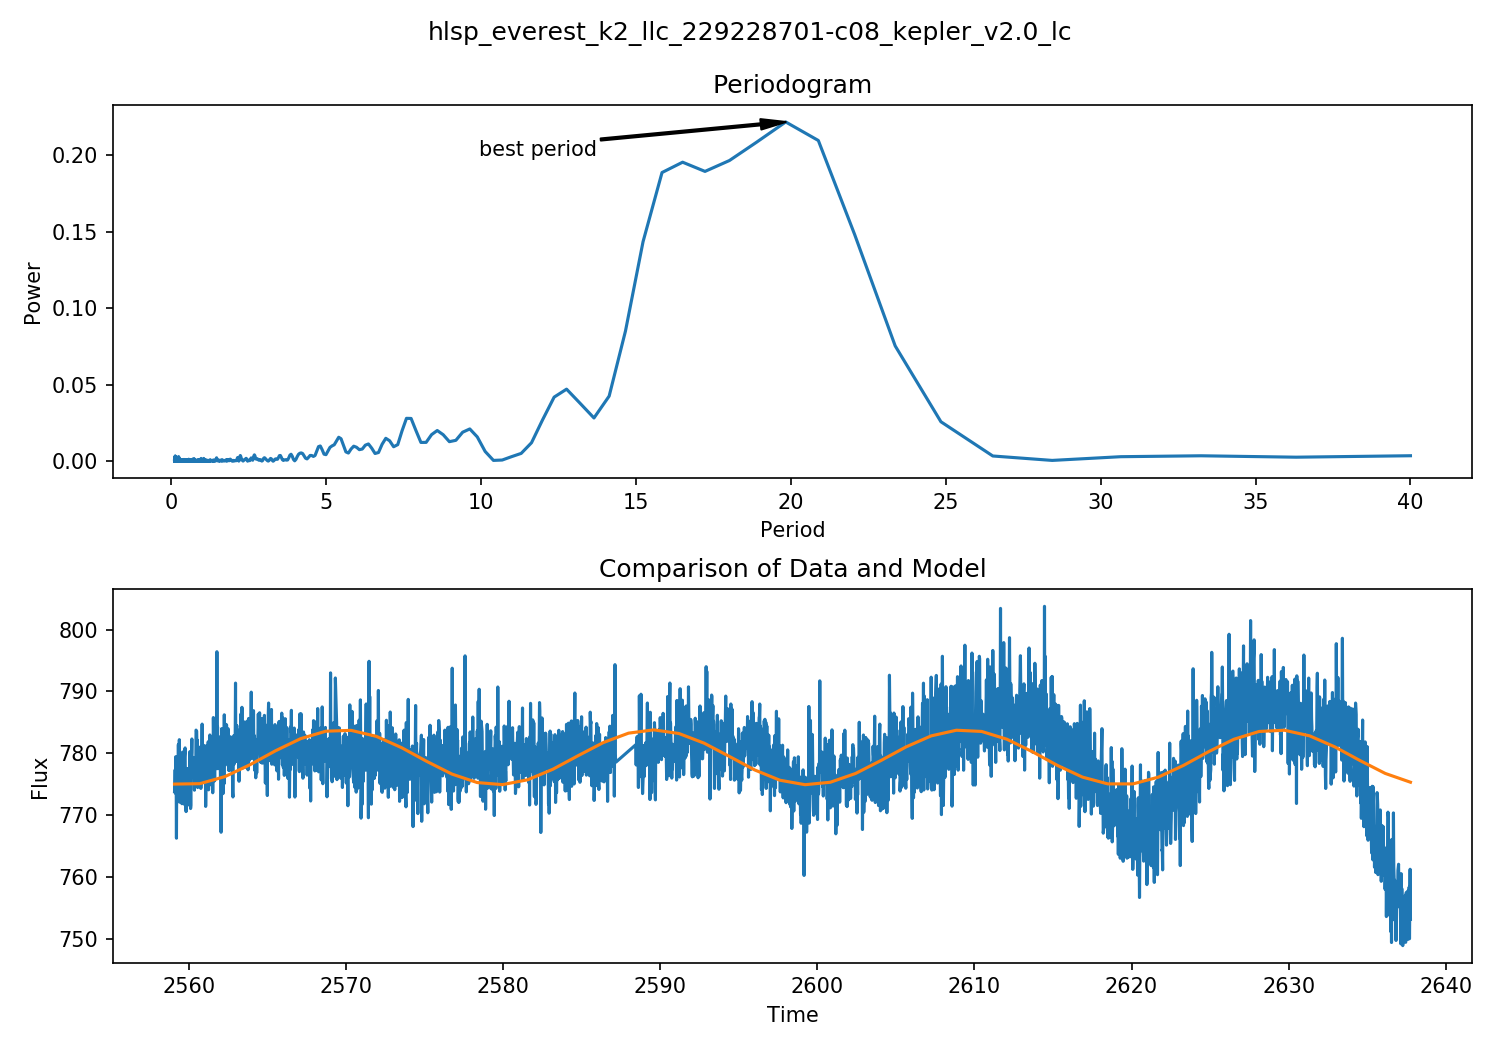 hlsp_everest_k2_llc_229228701-c08_kepler_v2.0_lc
Periodogram
best period
Power
0.20
0.15
0.10
0.05
0.00
0 5 10 15 20 25 30 35 40
Period
Comparison of Data and Model
Flux
800
790
780
770
760
750
2560 2570 2580 2590 2600 2610 2620 2630 2640
Time